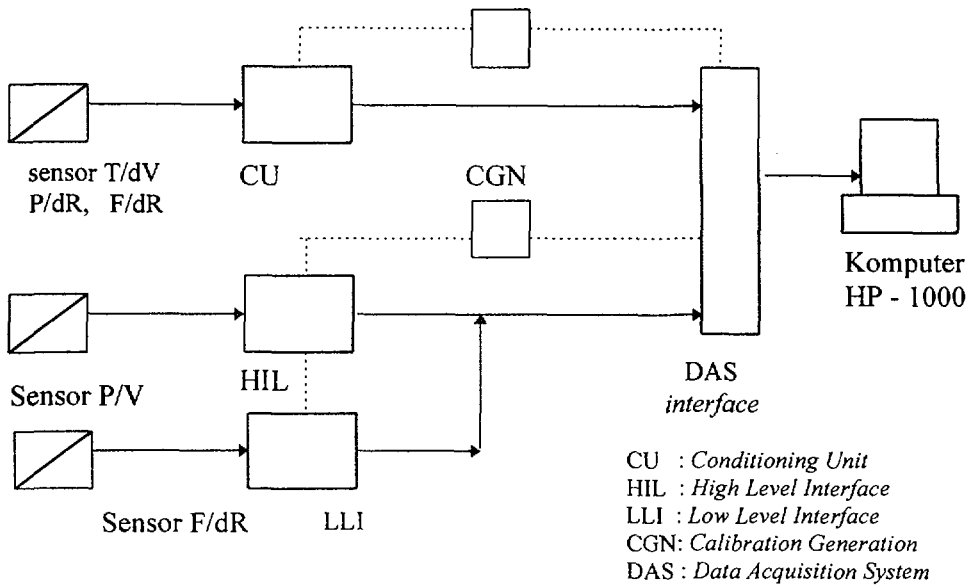 sensor T/dV
P/dR, F/dR
CU
CGN
Komputer
HP - 1000
HIL
Sensor P/V
DAS
interface
Sensor F/dR
LLI
CU : Conditioning Unit
HIL : High Level Interface
LLI : Low Level Interface
CGN: Calibration Generation
DAS : Data Acquisition System